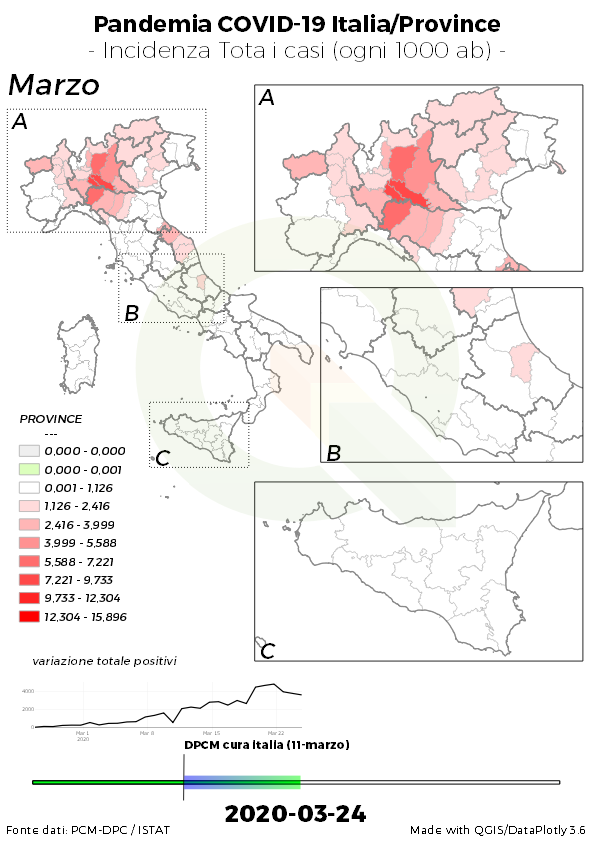 Pandemia COVID-19 Italia/Province
- Incidenza Tota i casi (ogni 1000 ab) -
Marzo
A
A
B
B
C
C
PROVINCE
---
0,000 - 0,000
0,000 - 0,001
0,001 - 1,126
1,126 - 2,416
2,416 - 3,999
3,999 - 5,588
5,588 - 7,221
7,221 - 9,733
9,733 - 12,304
12,304 - 15,896
variazione totale positivi
4000
2000
0
Mar 1
2020
Mar 8
Mar 15
Mar 22
DPCM cura italia (11-marzo)
2020-03-24
Fonte dati: PCM-DPC / ISTAT
Made with QGIS/DataPlotly 3.6